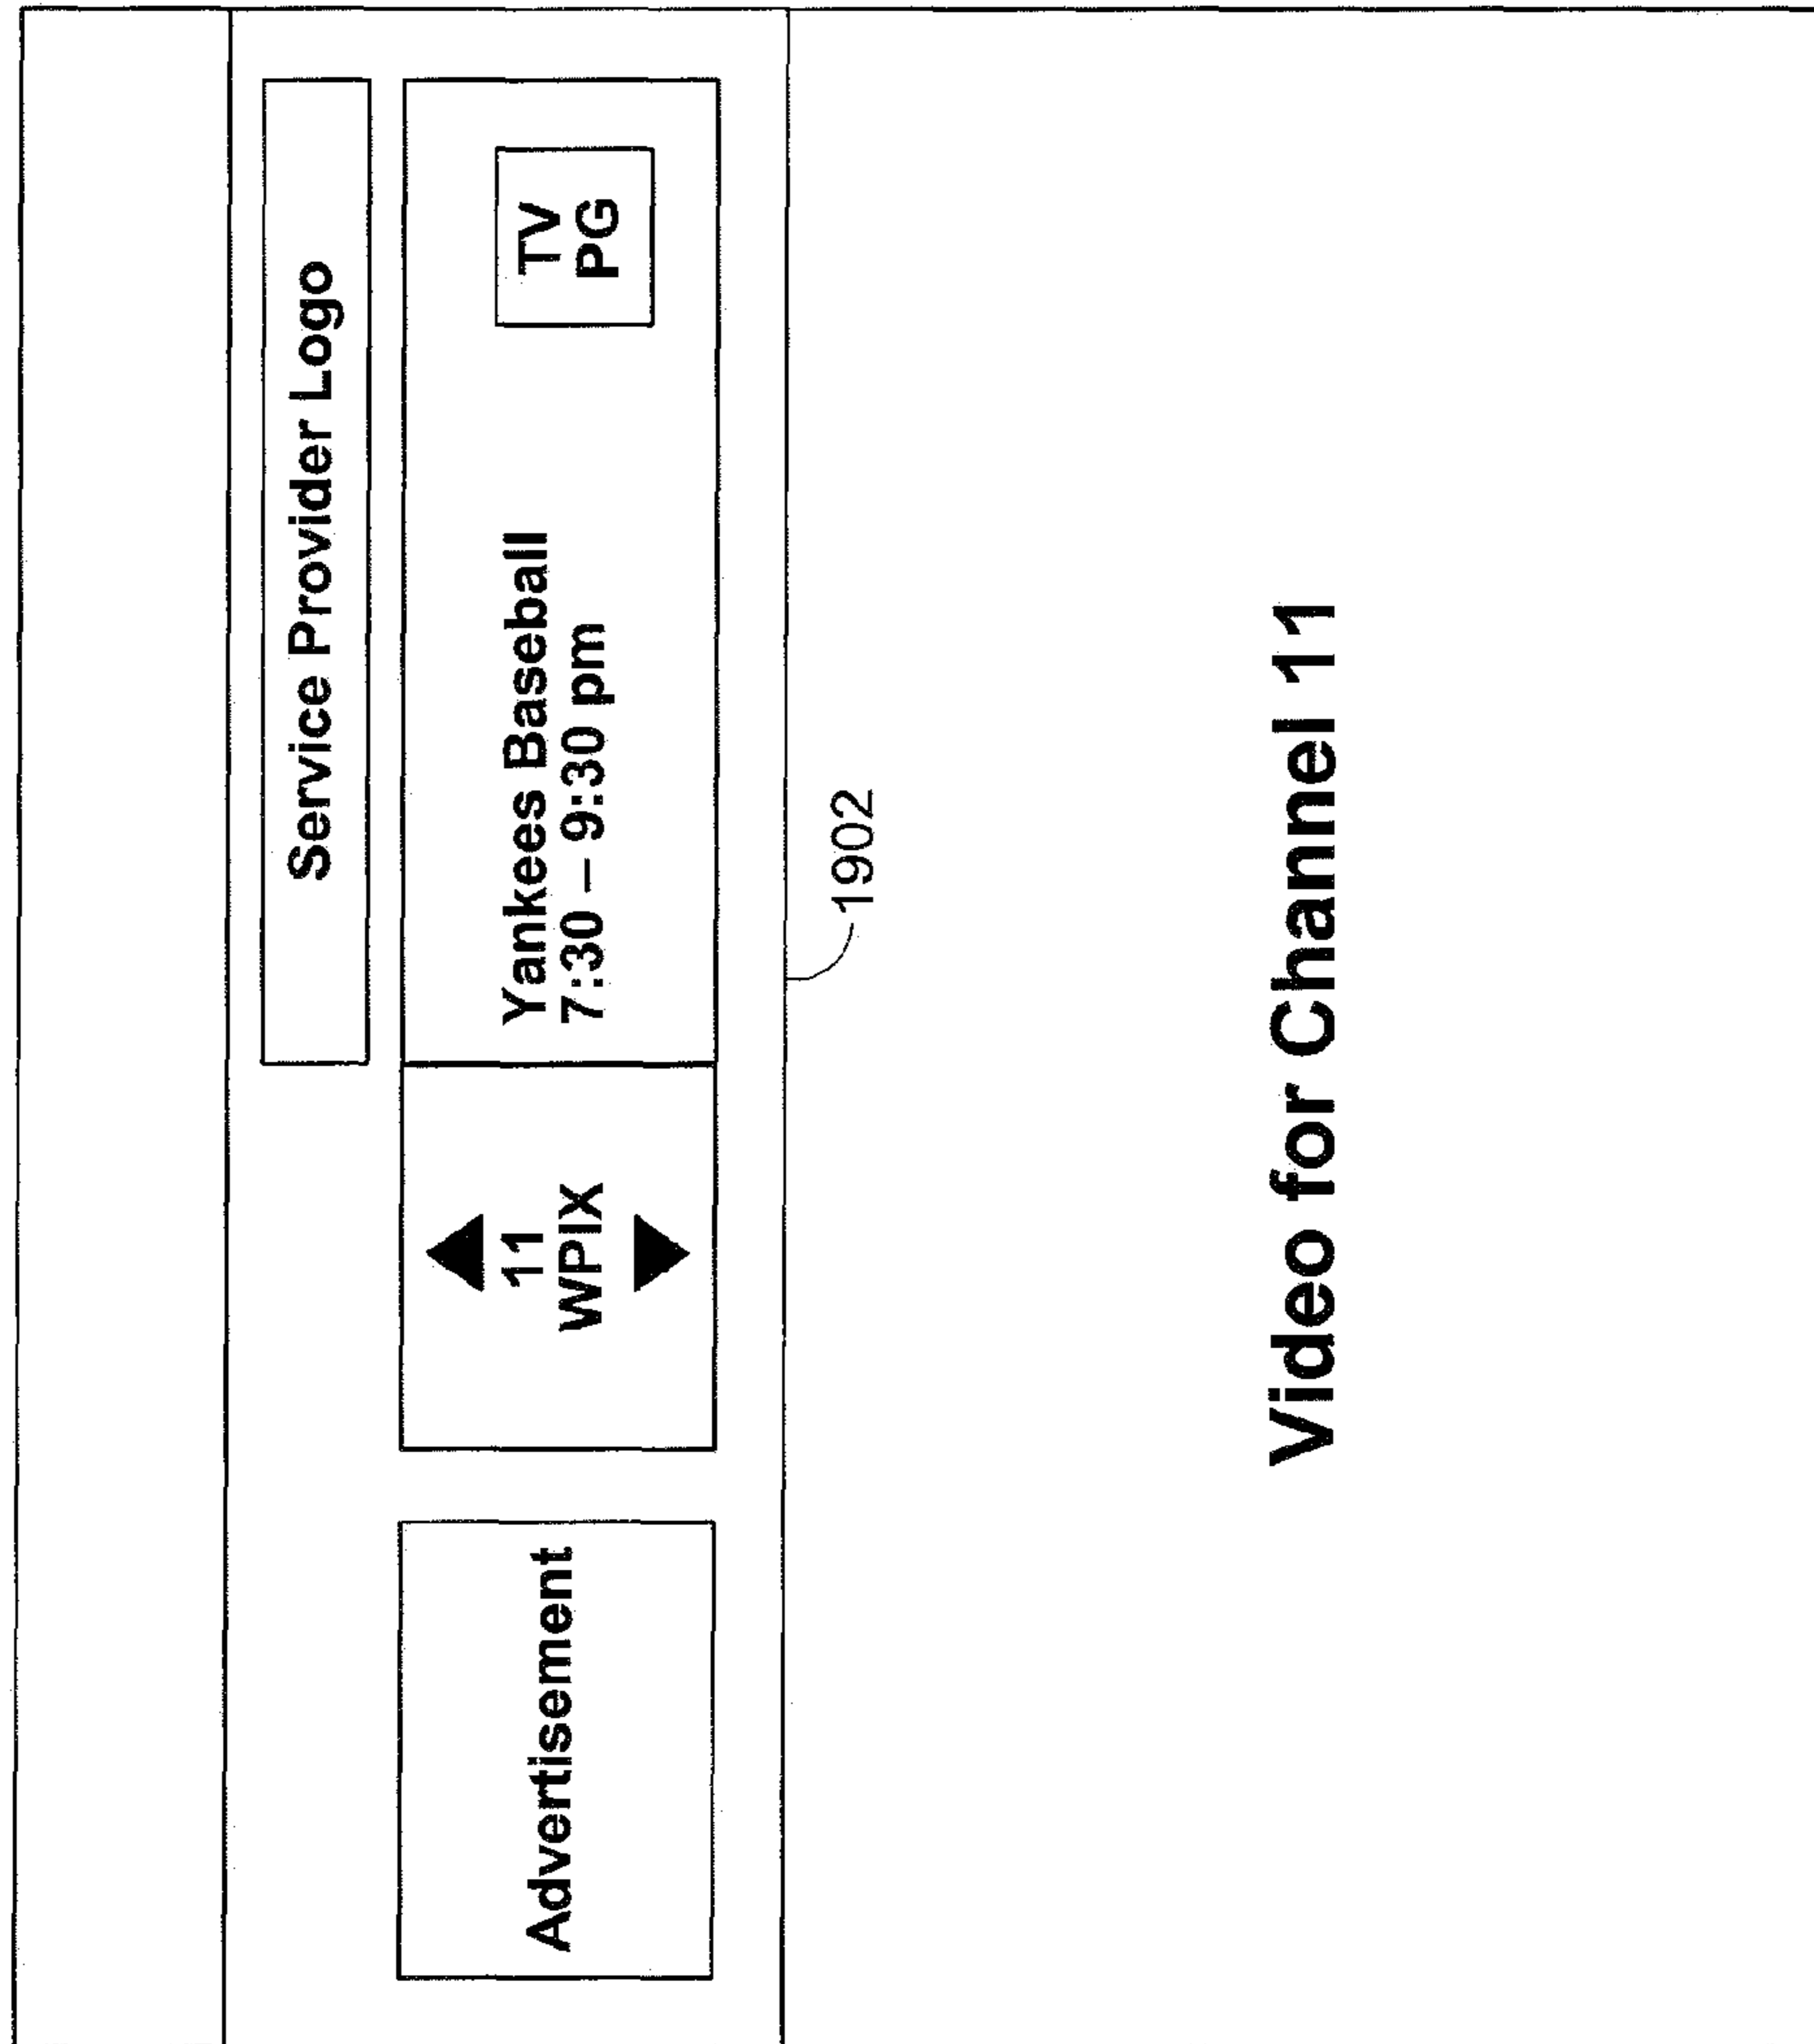 Service Provider Logo
Advertisement
11
WPIX
Yankees Baseball
7:30 – 9:30 pm
TV
PG
1902
Video for Channel 11